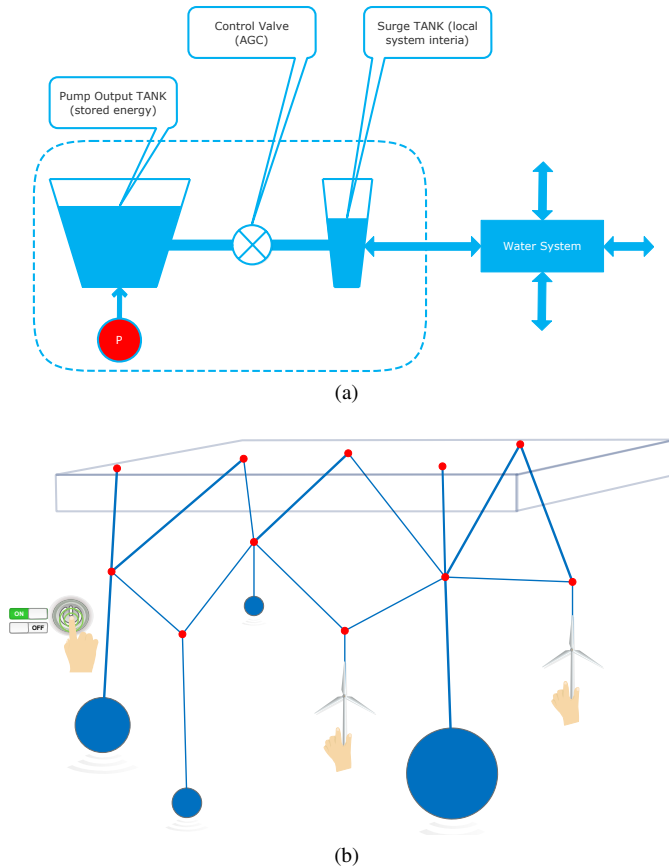 Control Valve
(AGC)
Surge TANK (local
system interia)
Pump Output TANK
(stored energy)
Water System
P
(a)
ON
OFF
(b)